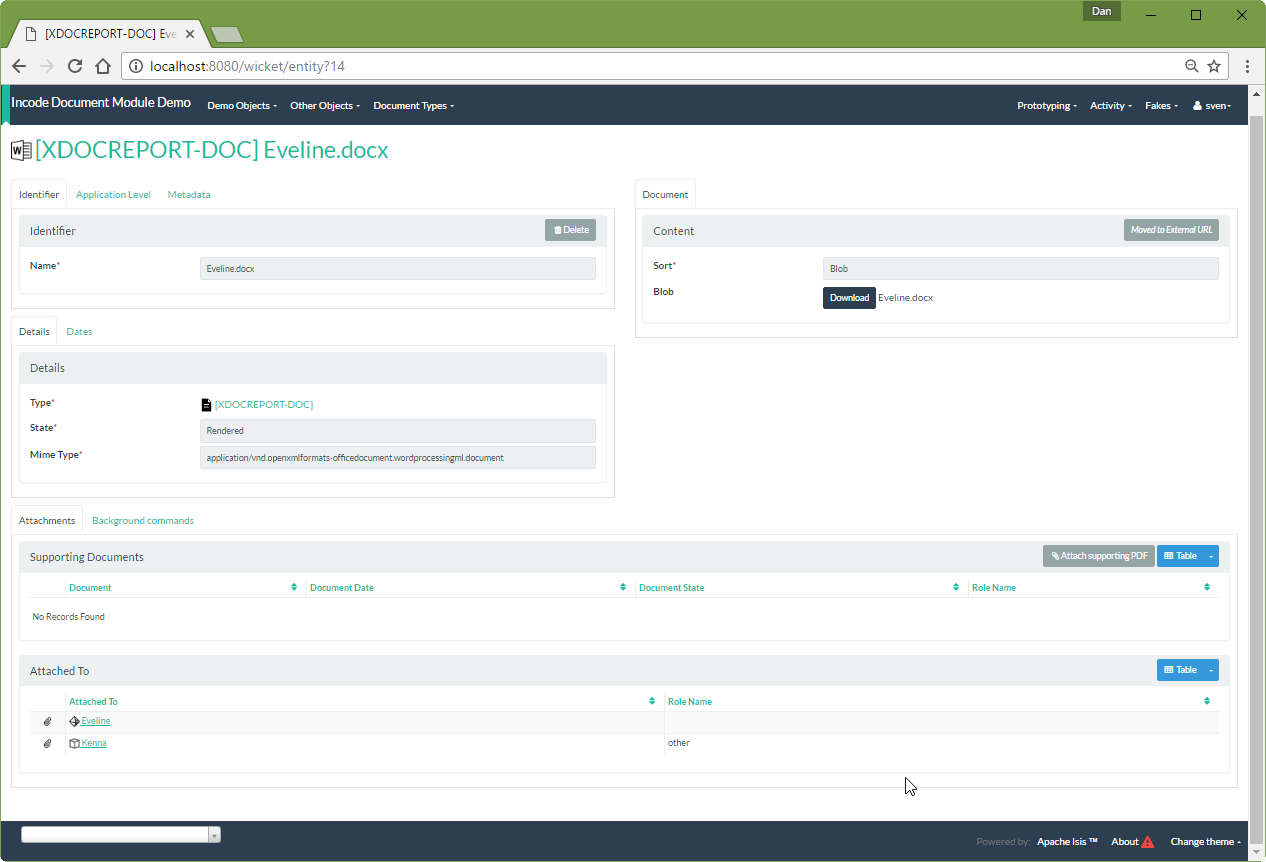 Dan
[XDOCREPORT-DOC] Eve
localhost:8080/wicket/entity?14
Incode Document Module Demo Demo Objects Other Objects Document Types Prototyping Activity Fakes sven
[XDOCREPORT-DOC] Eveline.docx
Identifier Application Level Metadata
Identifier Delete
Name* Eveline.docx
Document
Content Moved to External URL
Sort* Blob
Blob Download Eveline.docx
Details Dates
Details
Type* [XDOCREPORT-DOC]
State* Rendered
Mime Type* application/vnd.openxmlformats-officedocument.wordprocessingml.document
Attachments Background commands
Supporting Documents Attach supporting PDF Table
Document Document Date Document State Role Name
No Records Found
Attached To Table
Attached To Role Name
Eveline
Kenna other
Powered by: Apache Isis ™ About Change theme